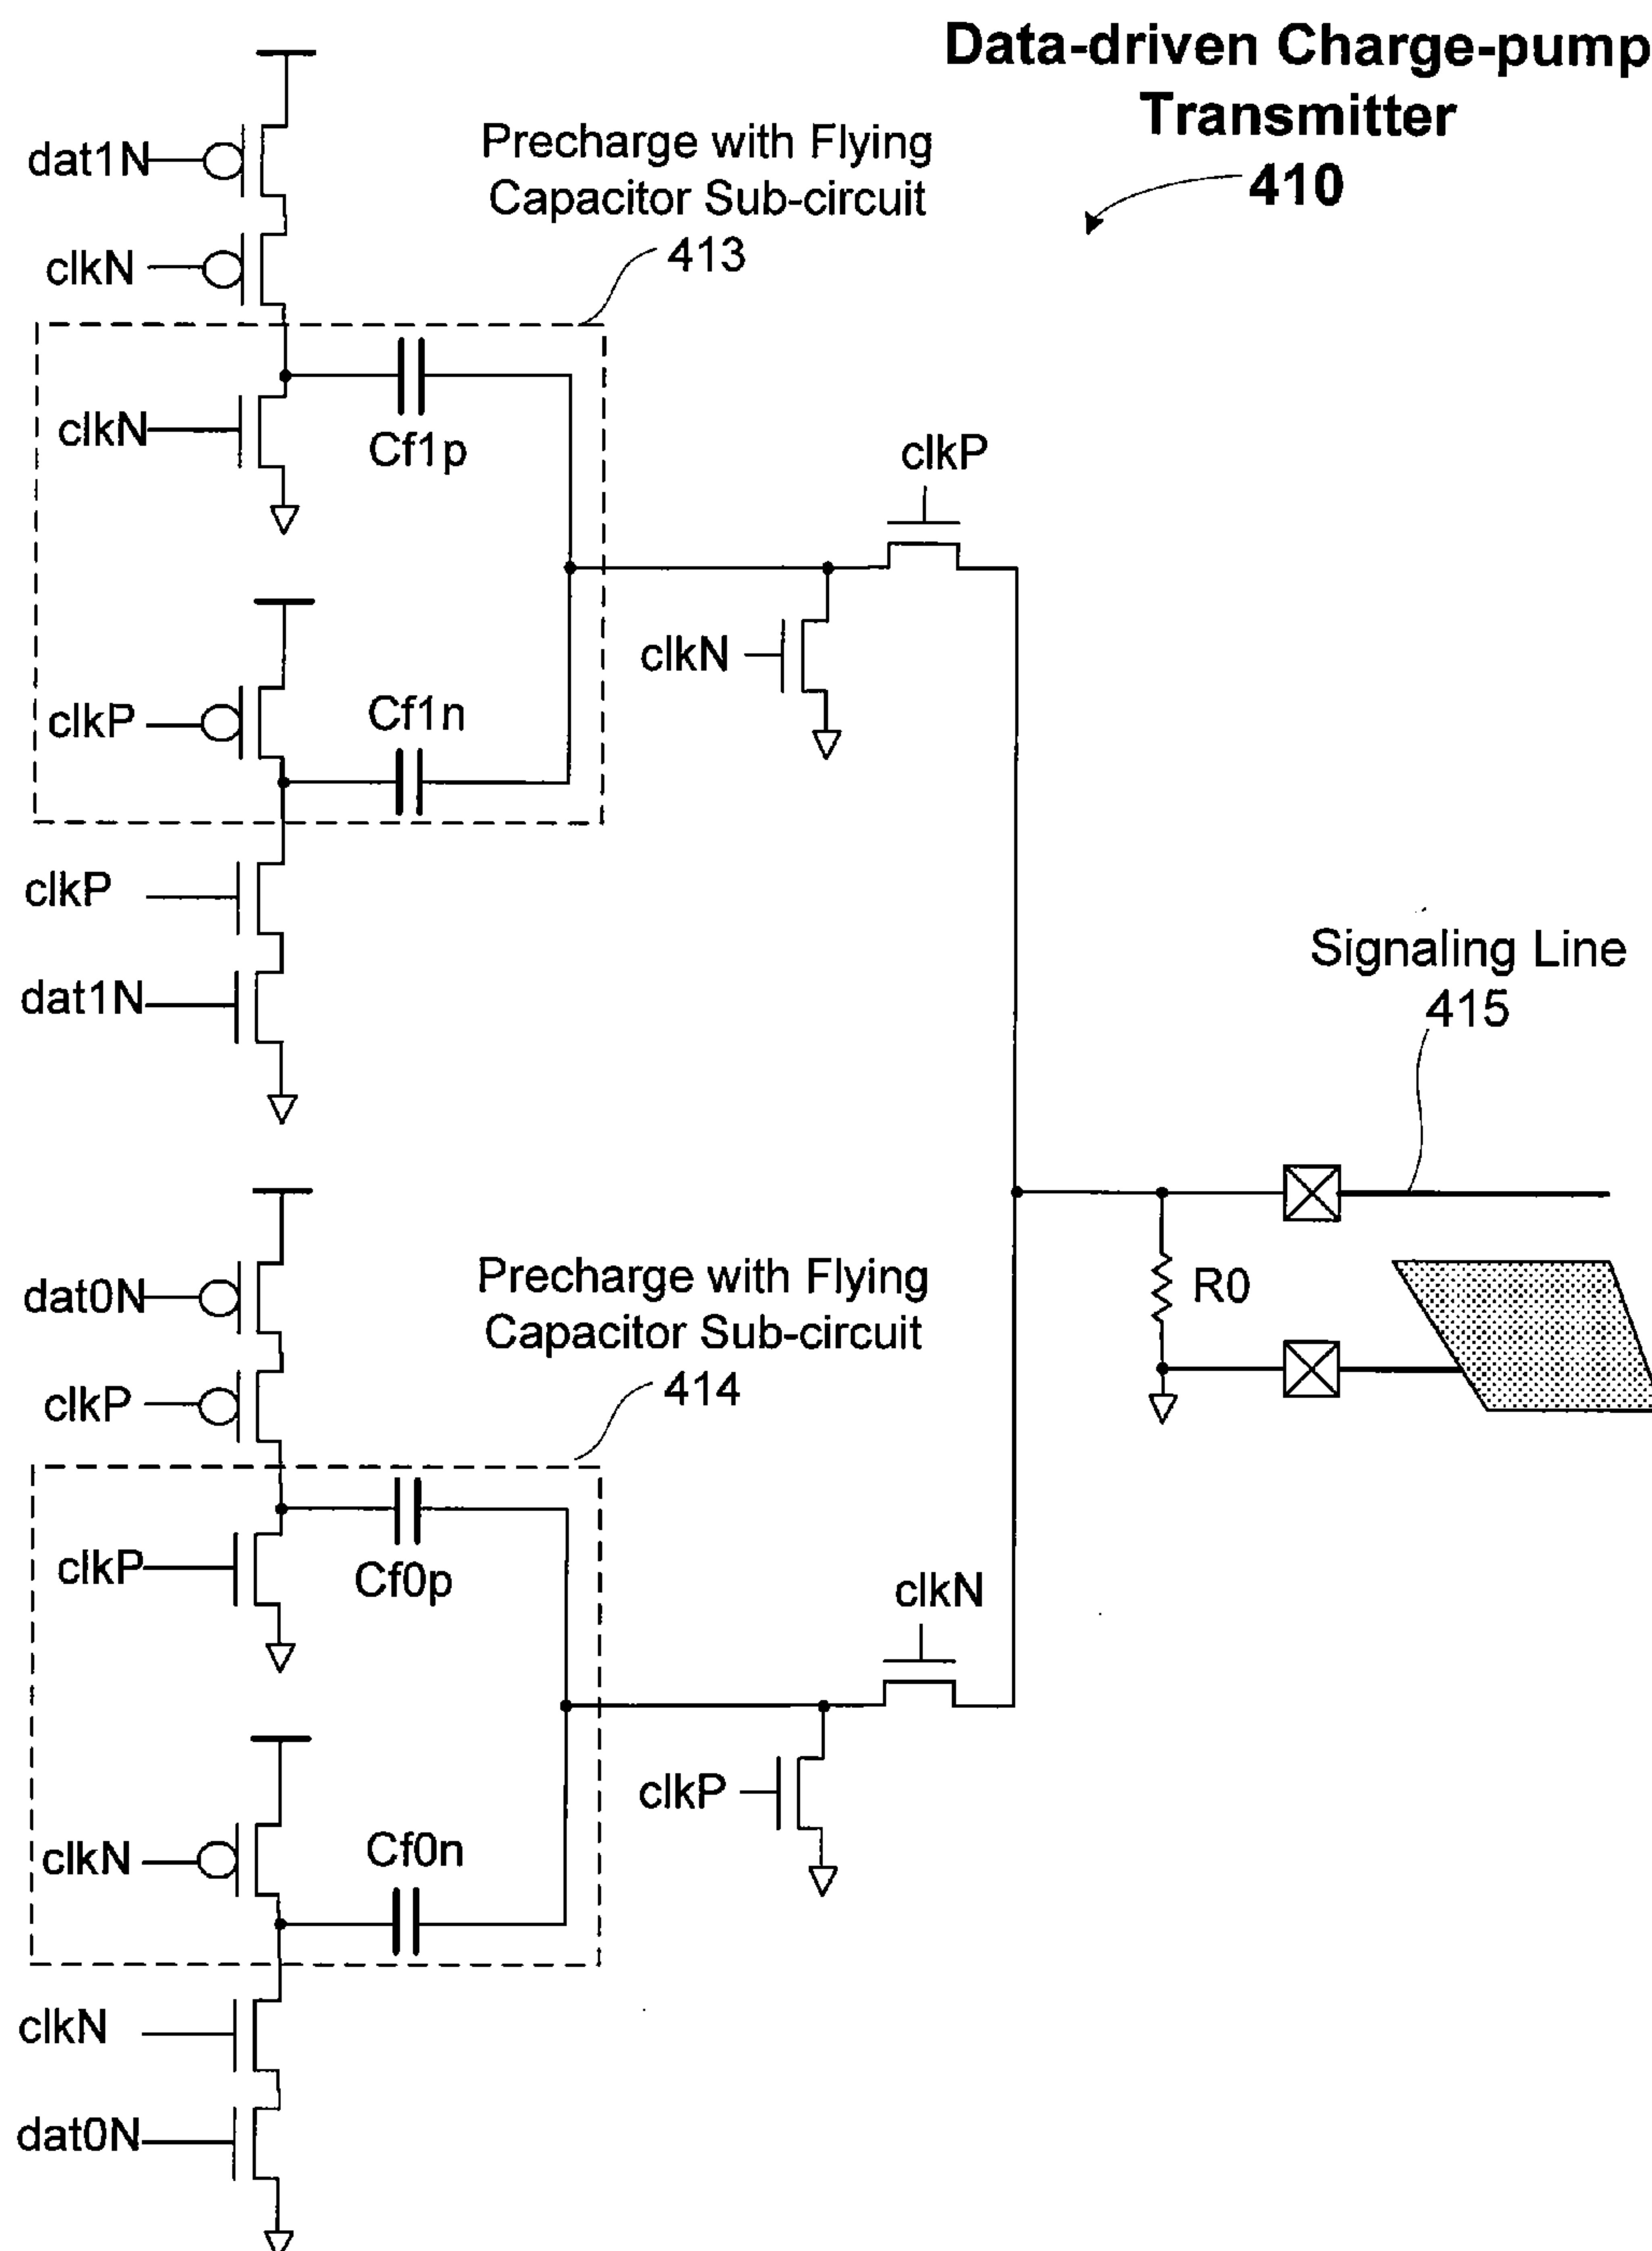 Data-driven Charge-pump
Transmitter
410
dat1N
Precharge with Flying
Capacitor Sub-circuit
413
clkN
clkN
Cf1p
clkP
clkN
clkP
Cf1n
clkP
dat1N
Signaling Line
415
dat0N
Precharge with Flying
Capacitor Sub-circuit
414
R0
clkP
clkP
Cf0p
clkN
clkP
clkN
Cf0n
clkN
dat0N